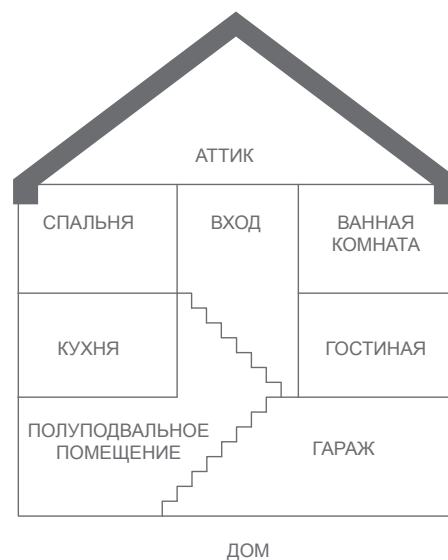 АТТИК
СПАЛЬНЯ
ВХОД
ВАННАЯ
КОМНАТА
КУХНЯ
ГОСТИНАЯ
ПОЛУПОДВАЛЬНОЕ
ПОМЕЩЕНИЕ
ГАРАЖ
ДОМ